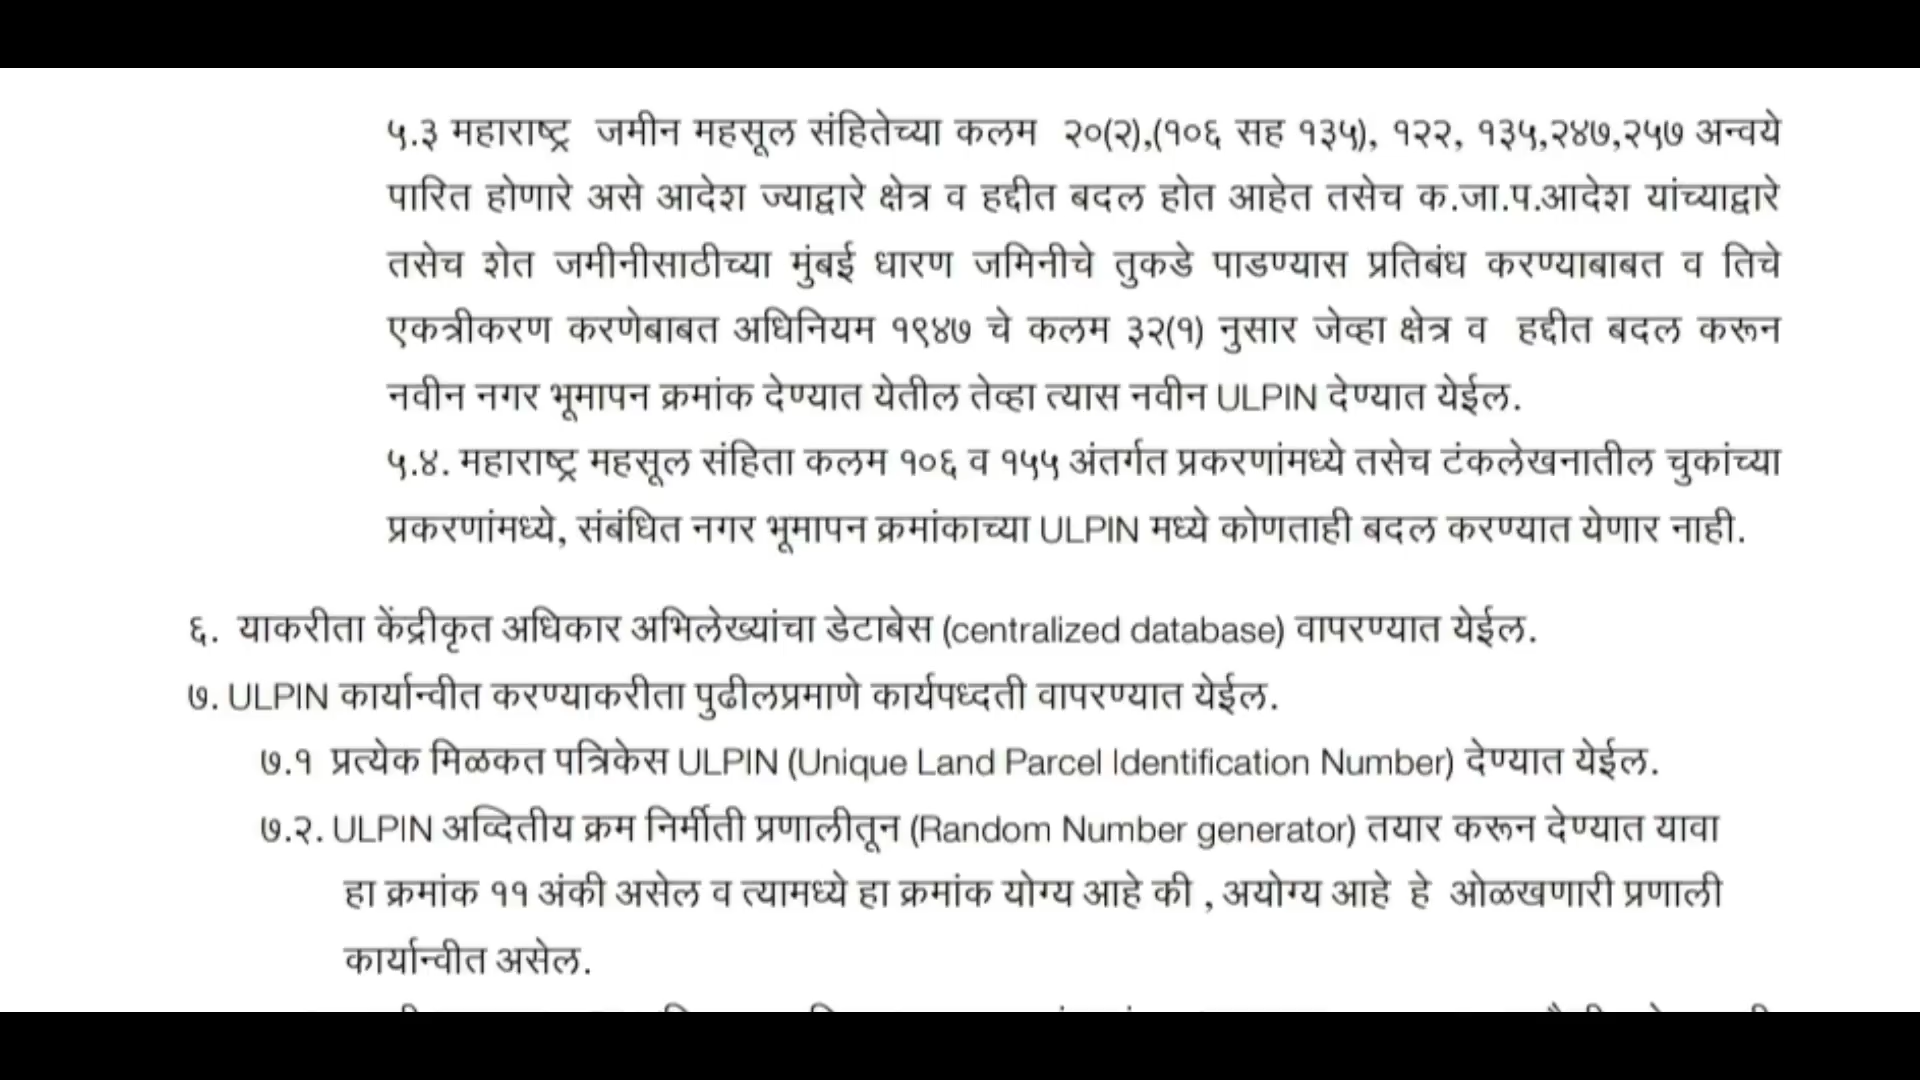 ५.३ महाराष्ट्र जमीन महसूल संहितेच्या कलम २०(२),(१०६ सह १३५), १२२, १३५,२४७,२५७ अन्वये
पारित होणारे असे आदेश ज्याद्वारे क्षेत्र व हद्दीत बदल होत आहेत तसेच क.जा.प.आदेश यांच्याद्वारे
तसेच शेत जमीनीसाठीच्या मुंबई धारण जमिनीचे तुकडे पाडण्यास प्रतिबंध करण्याबाबत व तिचे
एकत्रीकरण करणेबाबत अधिनियम १९४७ चे कलम ३२(१) नुसार जेव्हा क्षेत्र व हद्दीत बदल करून
नवीन नगर भूमापन क्रमांक देण्यात येतील तेव्हा त्यास नवीन ULPIN देण्यात येईल.
५.४. महाराष्ट्र महसूल संहिता कलम १०६ व १५५ अंतर्गत प्रकरणांमध्ये तसेच टंकलेखनातील चुकांच्या
प्रकरणांमध्ये, संबंधित नगर भूमापन क्रमांकाच्या ULPIN मध्ये कोणताही बदल करण्यात येणार नाही.
६. याकरीता केंद्रीकृत अधिकार अभिलेख्यांचा डेटाबेस (centralized database) वापरण्यात येईल.
७. ULPIN कार्यान्वीत करण्याकरीता पुढीलप्रमाणे कार्यपध्दती वापरण्यात येईल.
७.१ प्रत्येक मिळकत पत्रिकेस ULPIN (Unique Land Parcel Identification Number) देण्यात येईल.
७.२. ULPIN अव्दितीय क्रम निर्मीती प्रणालीतून (Random Number generator) तयार करून देण्यात यावा
हा क्रमांक ११ अंकी असेल व त्यामध्ये हा क्रमांक योग्य आहे की , अयोग्य आहे हे ओळखणारी प्रणाली
कार्यान्वीत असेल.